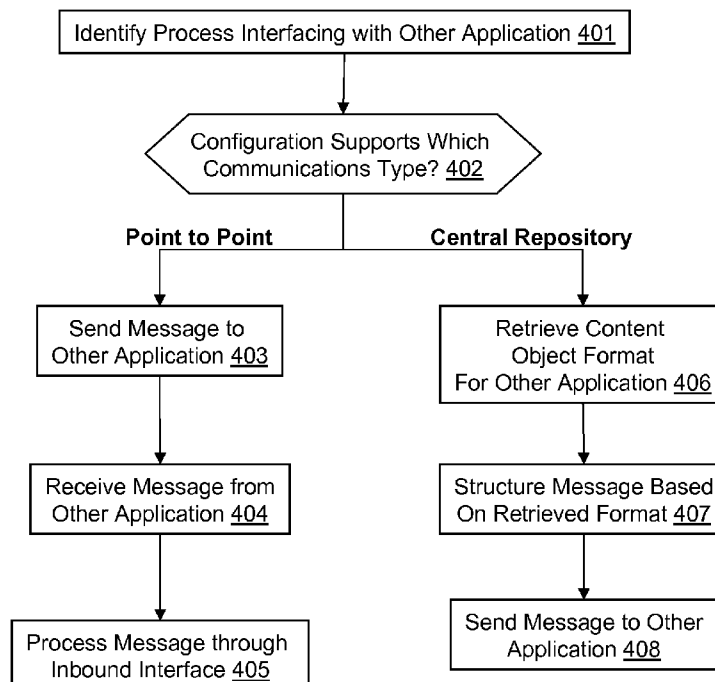 Identify Process Interfacing with Other Application 401
Configuration Supports Which
Communications Type? 402
Point to Point
Central Repository
Send Message to
Other Application 403
Retrieve Content
Object Format
For Other Application 406
Receive Message from
Other Application 404
Structure Message Based
On Retrieved Format 407
Process Message through
Inbound Interface 405
Send Message to Other
Application 408